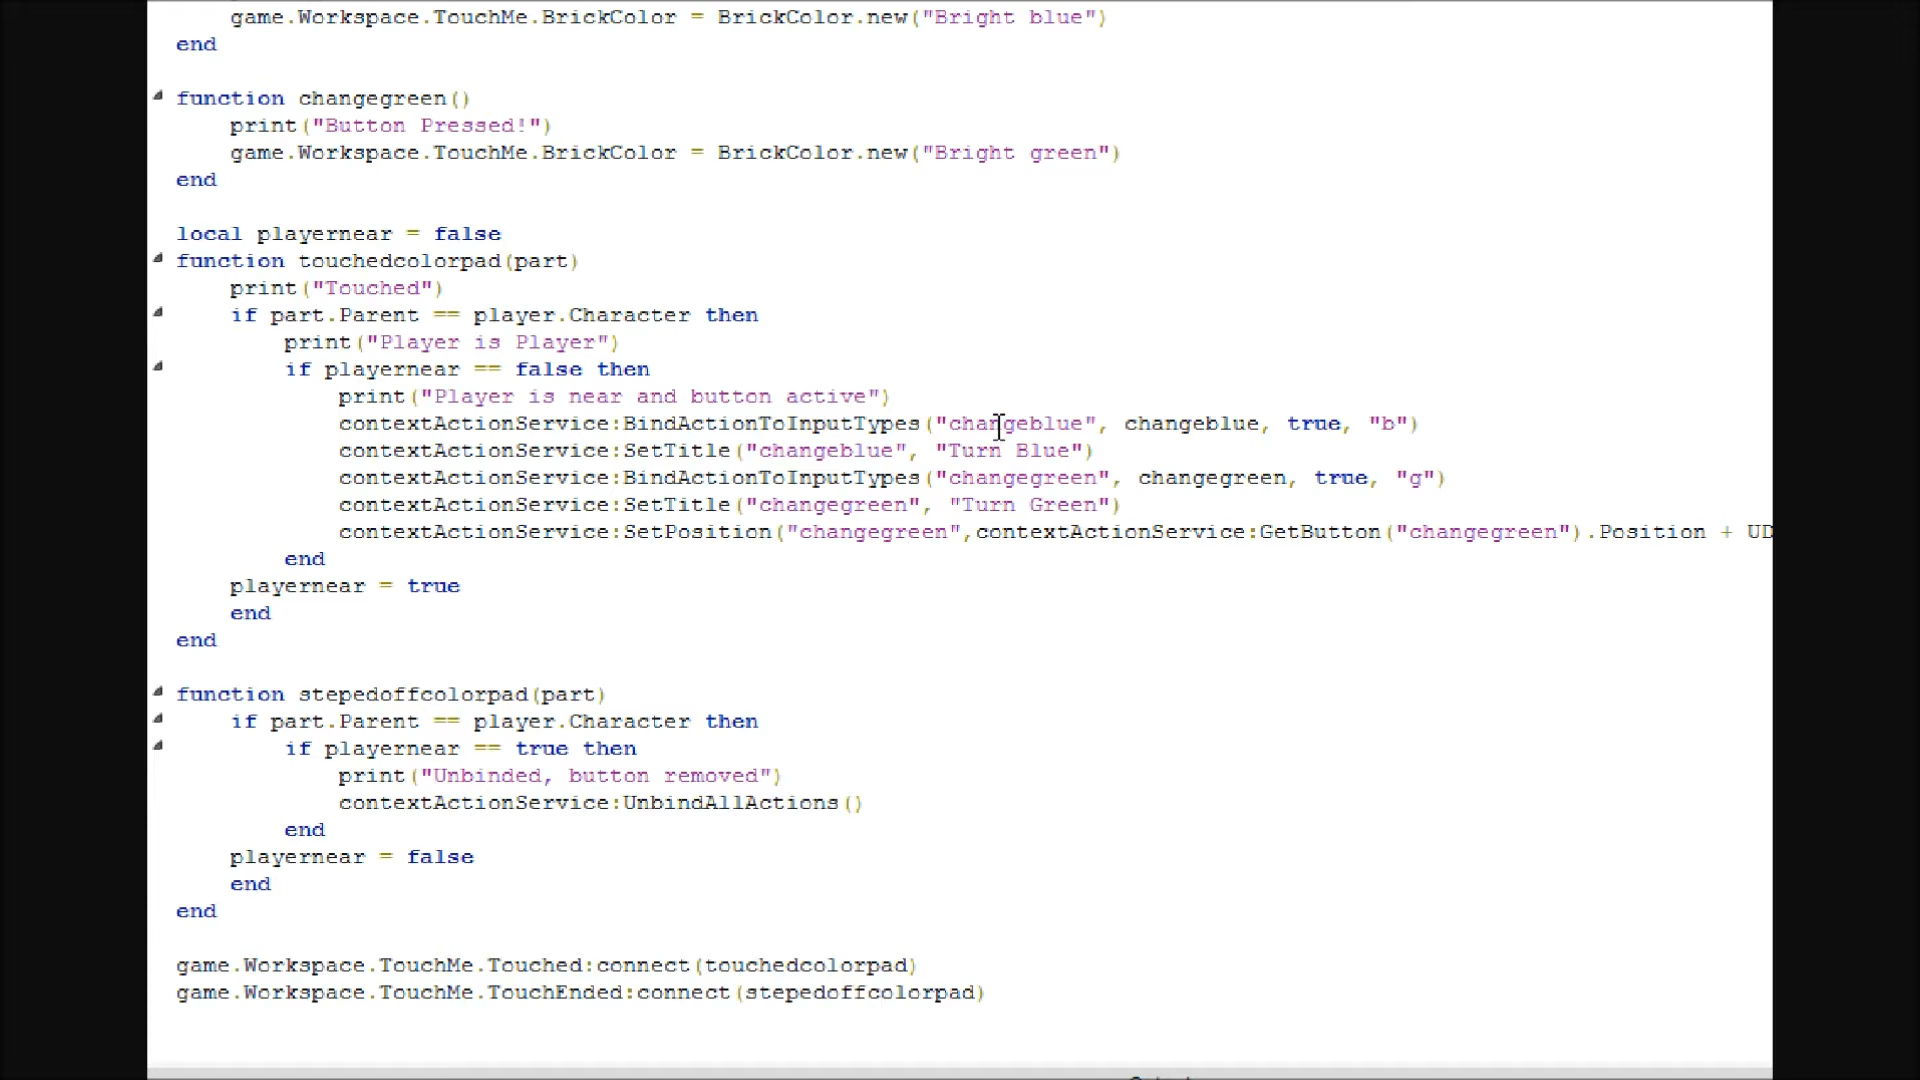 game.Workspace.TouchMe.BrickColor = BrickColor.new("Bright blue")
end
function changegreen()
print("Button Pressed!")
game.Workspace.TouchMe.BrickColor = BrickColor.new("Bright green")
end
local playernear = false
function touchedcolorpad(part)
print("Touched")
if part.Parent == player.Character then
print("Player is Player")
if playernear == false then
print("Player is near and button active")
contextActionService:BindActionToInputTypes("changeblue", changeblue, true, "b")
contextActionService:SetTitle("changeblue", "Turn Blue")
contextActionService:BindActionToInputTypes("changegreen", changegreen, true, "g")
contextActionService:SetTitle("changegreen", "Turn Green")
contextActionService:SetPosition("changegreen",contextActionService:GetButton("changegreen").Position + UD
end
playernear = true
end
end
function stepedoffcolorpad(part)
if part.Parent == player.Character then
if playernear == true then
print("Unbinded, button removed")
contextActionService:UnbindAllActions()
end
playernear = false
end
end
game.Workspace.TouchMe.Touched:connect(touchedcolorpad)
game.Workspace.TouchMe.TouchEnded:connect(stepedoffcolorpad)